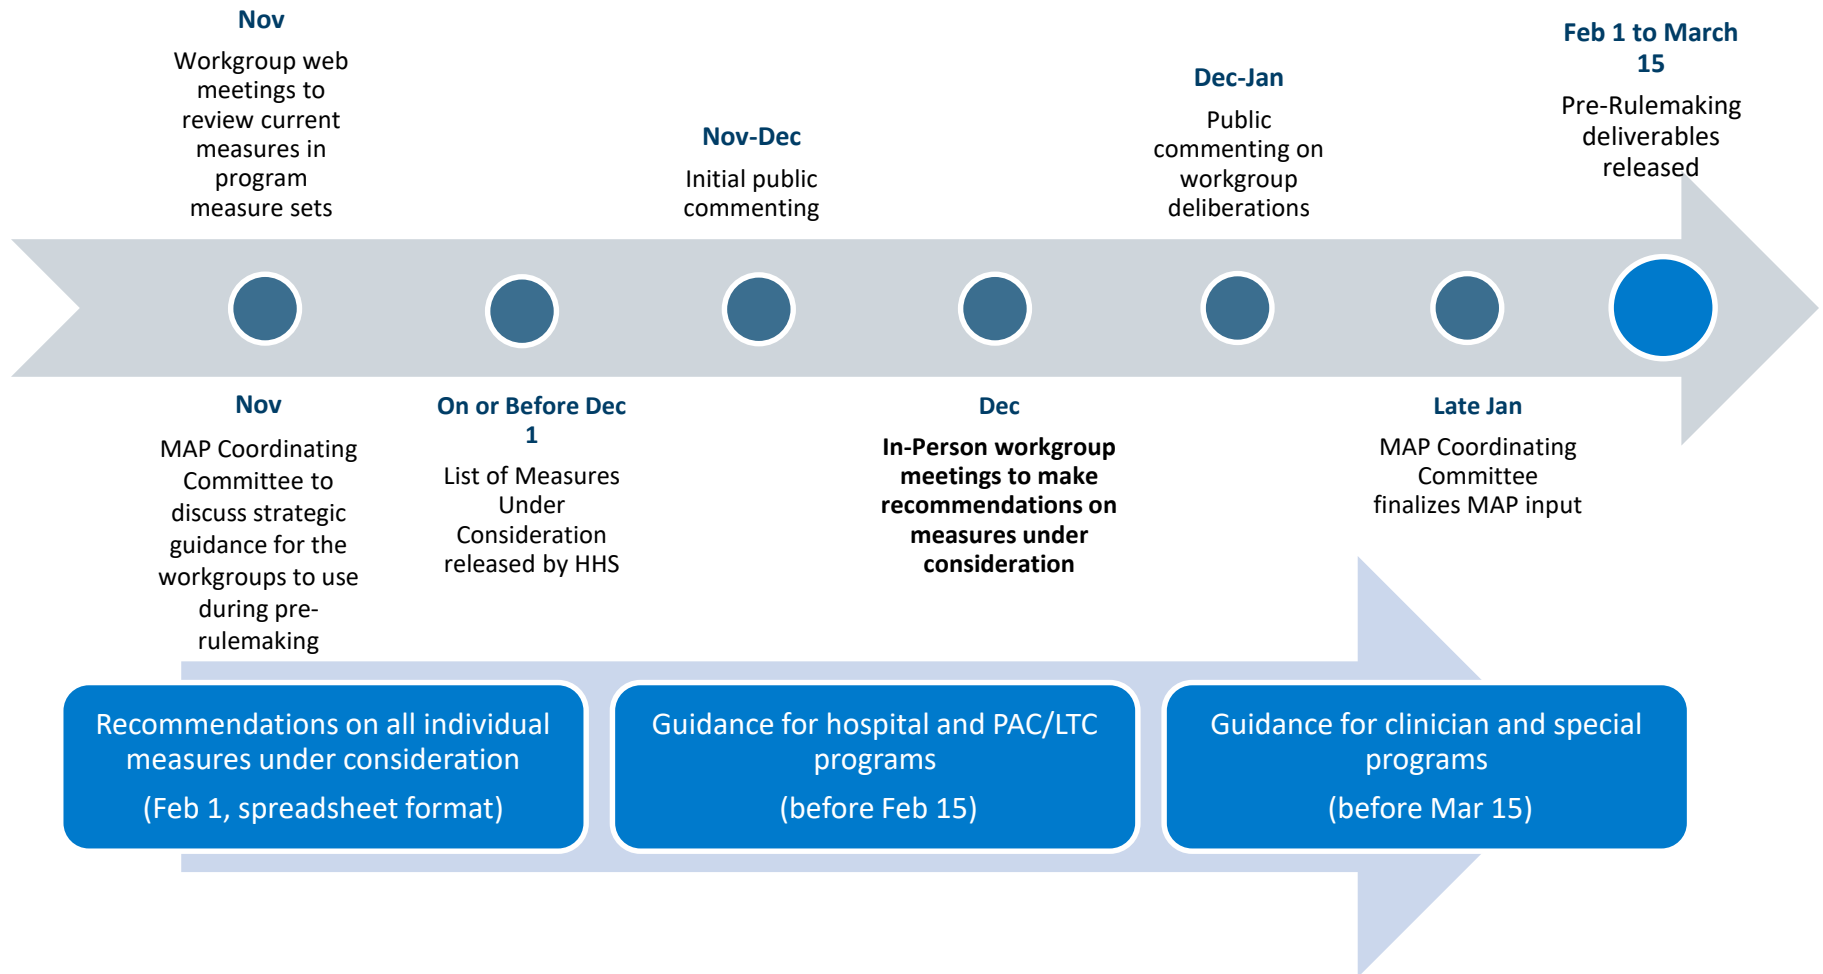 Nov
Workgroup web
meetings to
review current
measures in
program
measure sets
Nov-Dec
Initial public
commenting
Dec-Jan
Public
commenting on
workgroup
deliberations
Feb 1 to March
15
Pre-Rulemaking
deliverables
released
Nov
MAP Coordinating
Committee to
discuss strategic
guidance for the
workgroups to use
during pre-
rulemaking
On or Before Dec
1
List of Measures
Under
Consideration
released by HHS
Dec
In-Person workgroup
meetings to make
recommendations on
measures under
consideration
Late Jan
MAP Coordinating
Committee
finalizes MAP input
Recommendations on all individual
measures under consideration
(Feb 1, spreadsheet format)
Guidance for hospital and PAC/LTC
programs
(before Feb 15)
Guidance for clinician and special
programs
(before Mar 15)